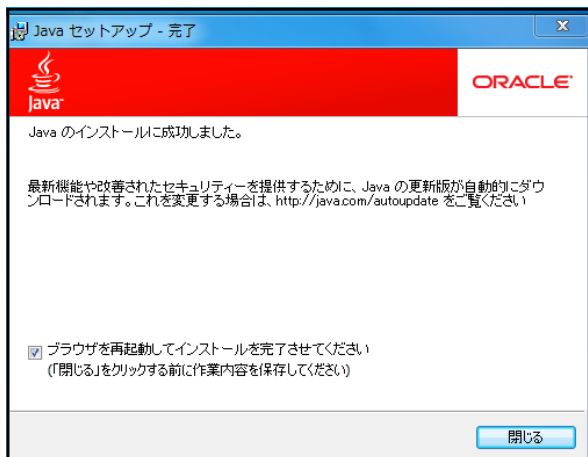 Java セットアップ - 完了
Java
ORACLE
Java のインストールに成功しました。
最新機能や改善されたセキュリティーを提供するために、Java の更新版が自動的にダウ
ンロードされます。これを変更する場合は、http://java.com/autoupdate をご覧ください
ブラウザを再起動してインストールを完了させてください
(「閉じる」をクリックする前に作業内容を保存してください)
閉じる